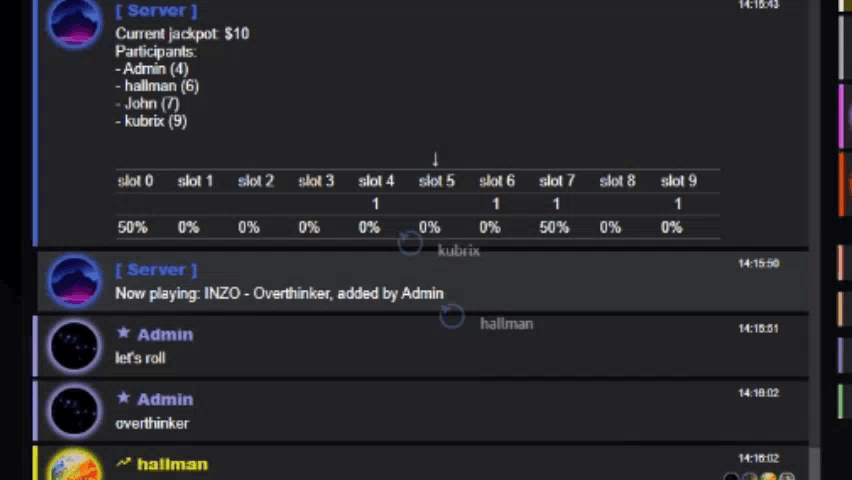 [ Server ] 14:15:43
Current jackpot: $10
Participants:
- Admin (4)
- hallman (6)
- John (7)
- kubrix (9)
↓
slot 0 slot 1 slot 2 slot 3 slot 4 slot 5 slot 6 slot 7 slot 8 slot 9
1 1 1 1
50% 0% 0% 0% 0% 0% 0% 50% 0% 0%
kubrix
[ Server ] 14:15:50
Now playing: INZO - Overthinker, added by Admin
hallman
Admin 14:15:51
let's roll
Admin 14:16:02
overthinker
hallman 14:16:02